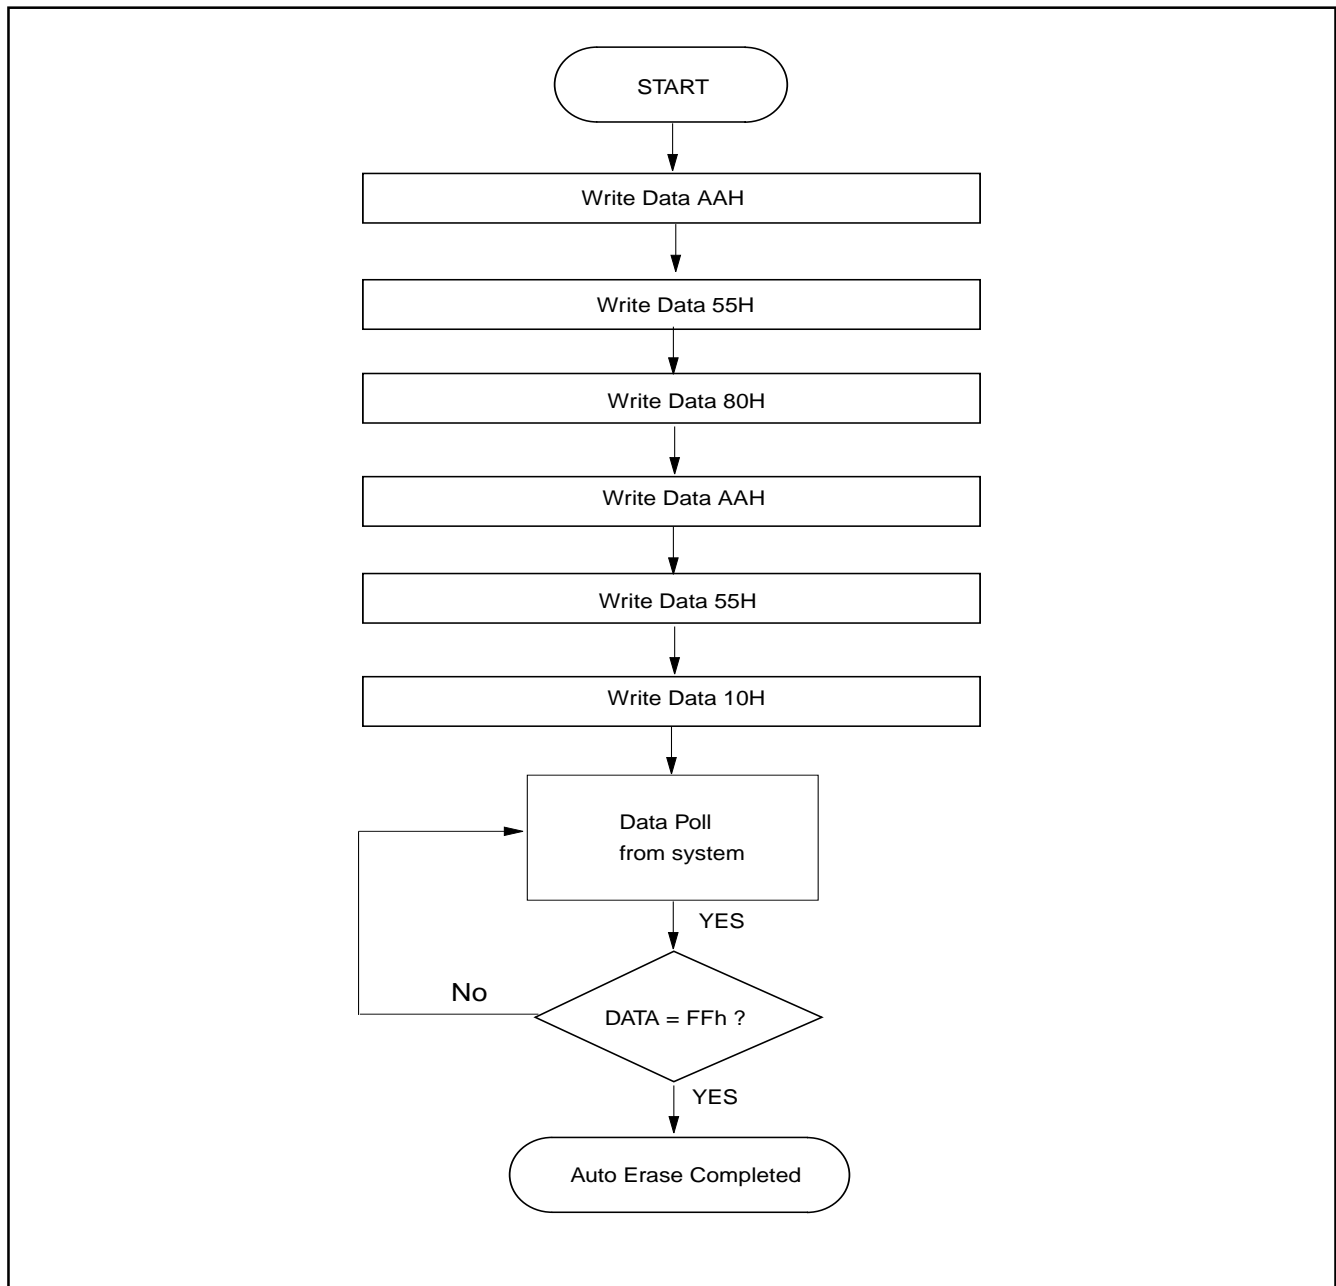 START
Write Data AAH
Write Data 55H
Write Data 80H
Write Data AAH
Write Data 55H
Write Data 10H
Data Poll
from system
YES
No
DATA = FFh ?
YES
Auto Erase Completed